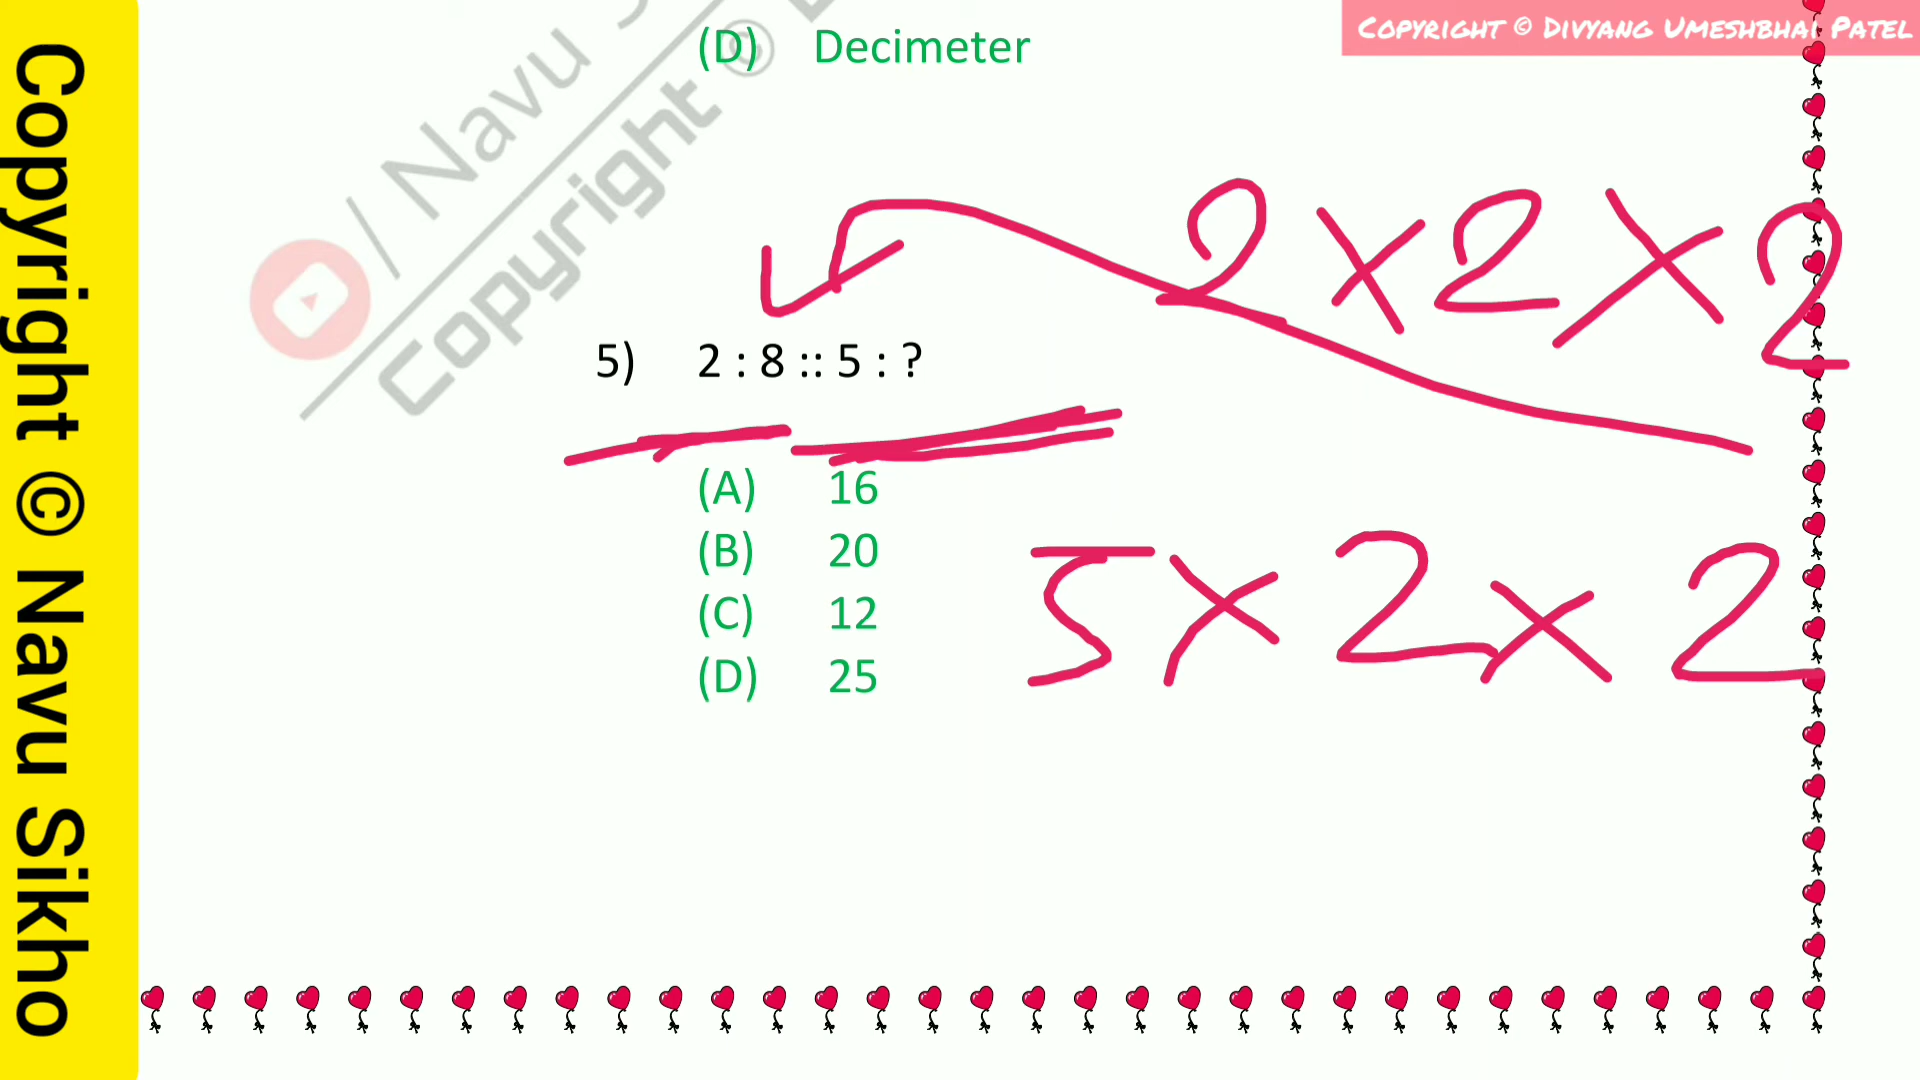 Copyright © Navu Sikho
COPYRIGHT © DIVYANG UMESHBHAI PATEL
(D) Decimeter
/ Navu S
Copyright ©
2 × 2 × 2
5) 2 : 8 :: 5 : ?
(A) 16
(B) 20
(C) 12
(D) 25
5 × 2 × 2